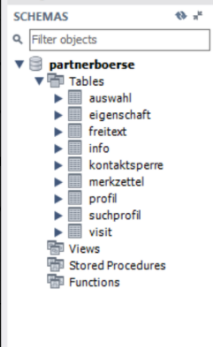 SCHEMAS
Filter objects
partnerboerse
Tables
auswahl
eigenschaft
freitext
info
kontaktsperre
merkzettel
profil
suchprofil
visit
Views
Stored Procedures
Functions